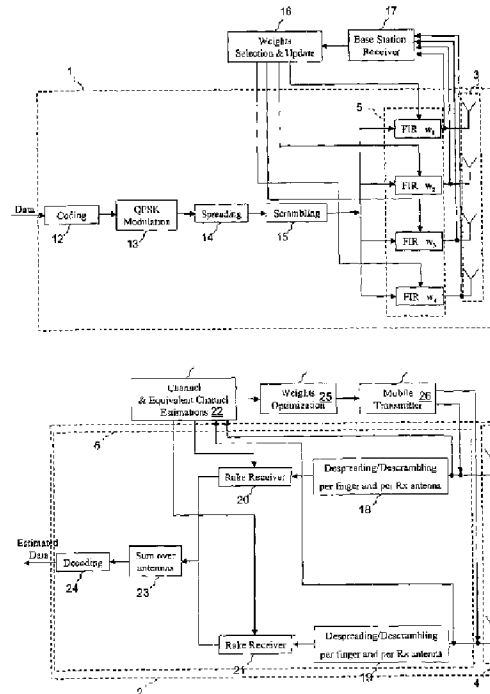 16
17
Weights
Selection & Update
Base Station
Receiver
1
3
5
FIR w₁
FIR w₂
Data
Coding
QPSK
Modulation
Spreading
Scrambling
12
13
14
15
FIR w₃
FIR w₄
Channel
& Equivalent Channel
Estimations 22
Weights
Optimization
25
Mobile
Transmitter
26
6
Rake Receiver
20
Despreading/Descrambling
per finger and per Rx antenna
18
Estimated
Data
Decoding
24
Sum over
antenna
23
Rake Receiver
21
Despreading/Descrambling
per finger and per Rx antenna
19
2
4